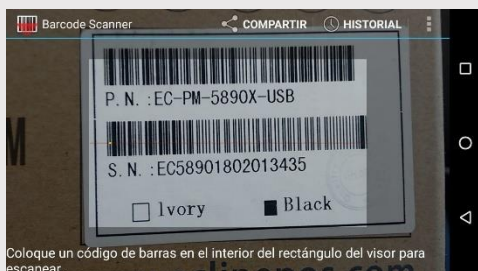 Barcode Scanner COMPARTIR HISTORIAL
P.N.:EC-PM-5890X-USB
S.N.:EC58901802013435
Ivory Black
Coloque un código de barras en el interior del rectángulo del visor para
escanear.